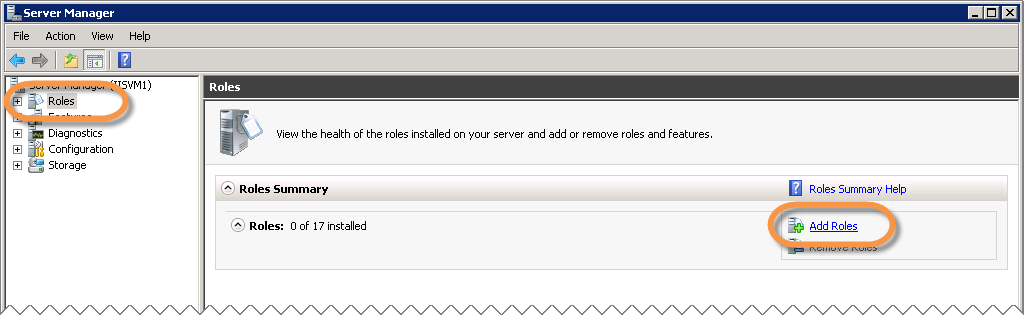 Server Manager
File Action View Help
Server Manager (IISVM1)
Roles
Features
Diagnostics
Configuration
Storage
Roles
View the health of the roles installed on your server and add or remove roles and features.
Roles Summary
Roles Summary Help
Roles: 0 of 17 installed
Add Roles
Remove Roles